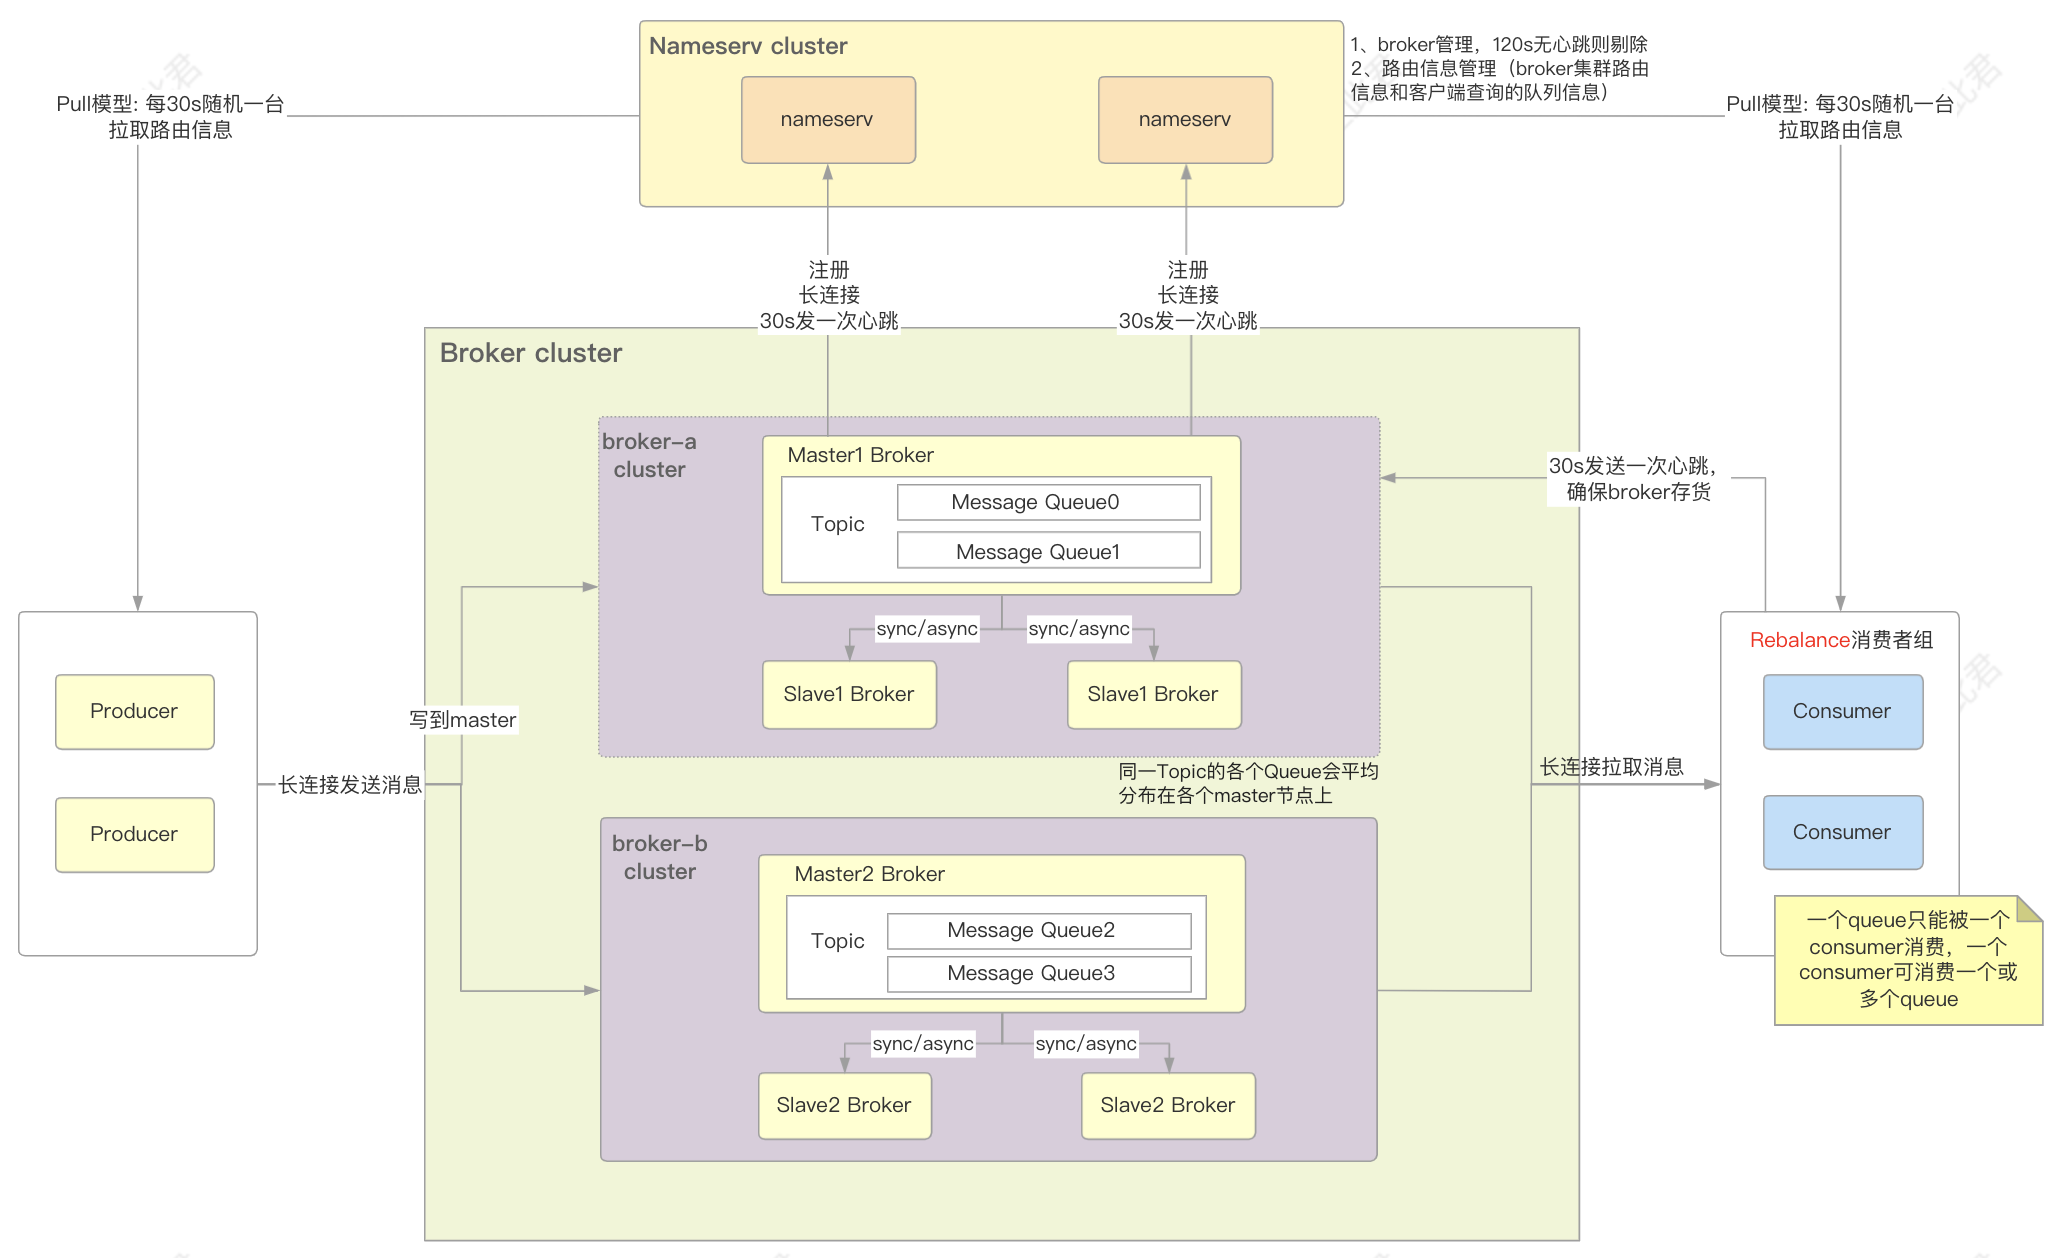 Nameserv cluster
1、broker管理，120s无心跳则剔除
2、路由信息管理（broker集群路由
信息和客户端查询的队列信息）
nameserv
nameserv
Pull模型: 每30s随机一台
拉取路由信息
Pull模型: 每30s随机一台
拉取路由信息
注册
长连接
30s发一次心跳
注册
长连接
30s发一次心跳
Broker cluster
broker-a
cluster
Master1 Broker
Topic
Message Queue0
Message Queue1
sync/async
sync/async
Slave1 Broker
Slave1 Broker
30s发送一次心跳，
确保broker存货
Producer
Producer
写到master
长连接发送消息
同一Topic的各个Queue会平均
分布在各个master节点上
长连接拉取消息
Rebalance消费者组
Consumer
Consumer
一个queue只能被一个
consumer消费，一个
consumer可消费一个或
多个queue
broker-b
cluster
Master2 Broker
Topic
Message Queue2
Message Queue3
sync/async
sync/async
Slave2 Broker
Slave2 Broker